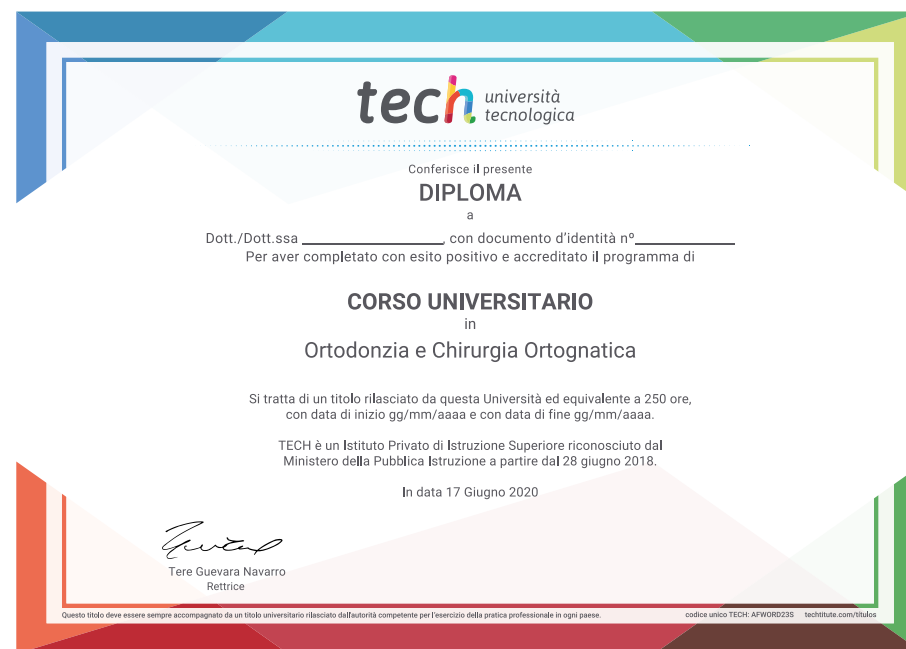 tech università
tecnologica
Conferisce il presente
DIPLOMA
a
Dott./Dott.ssa ____________, con documento d'identità nº____________
Per aver completato con esito positivo e accreditato il programma di
CORSO UNIVERSITARIO
in
Ortodonzia e Chirurgia Ortognatica
Si tratta di un titolo rilasciato da questa Università ed equivalente a 250 ore,
con data di inizio gg/mm/aaaa e con data di fine gg/mm/aaaa.
TECH è un Istituto Privato di Istruzione Superiore riconosciuto dal
Ministero della Pubblica Istruzione a partire dal 28 giugno 2018.
In data 17 Giugno 2020
Tere Guevara Navarro
Rettrice
Questo titolo deve essere sempre accompagnato da un titolo universitario rilasciato dall'autorità competente per l'esercizio della pratica professionale in ogni paese. codice unico TECH: AFWORD23S techtitute.com/titulos